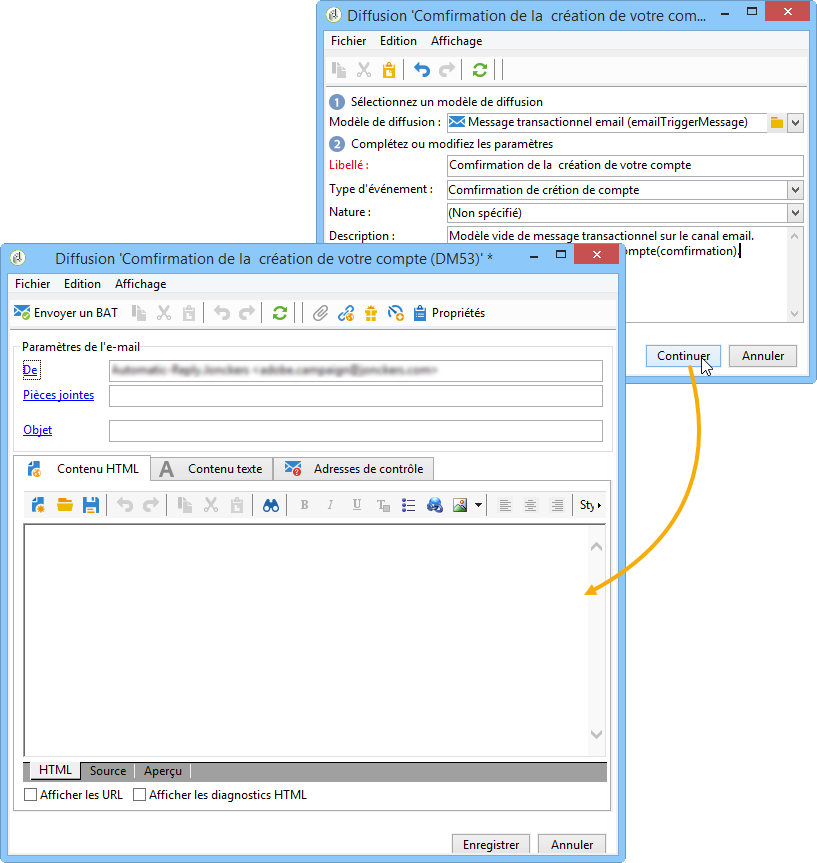 Diffusion 'Comfirmation de la  création de votre com...
Fichier Edition Affichage
1 Sélectionnez un modèle de diffusion
Modèle de diffusion : Message transactionnel email (emailTriggerMessage)
2 Complétez ou modifiez les paramètres
Libellé : Comfirmation de la  création de votre compte
Type d'événement : Comfirmation de crétion de compte
Nature : (Non spécifié)
Description : Modèle vide de message transactionnel sur le canal email.
ompte(comfirmation).
Continuer Annuler
Diffusion 'Comfirmation de la  création de votre compte (DM53)' *
Fichier Edition Affichage
Envoyer un BAT Propriétés
Paramètres de l'e-mail
De
Pièces jointes
Objet
Contenu HTML A Contenu texte Adresses de contrôle
B I U T Sty
HTML Source Aperçu
Afficher les URL Afficher les diagnostics HTML
Enregistrer Annuler